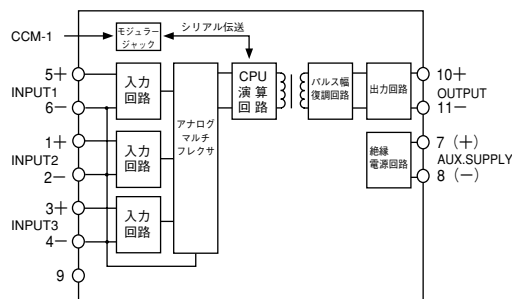 CCM-1
モジュラー
ジャック
シリアル伝送
5+
INPUT1
6−
入力
回路
1+
INPUT2
2−
入力
回路
3+
INPUT3
4−
入力
回路
9
アナログ
マルチ
フレクサ
CPU
演算
回路
パルス幅
復調回路
出力回路
10+
OUTPUT
11−
絶縁
電源回路
7（+）
AUX.SUPPLY
8（−）